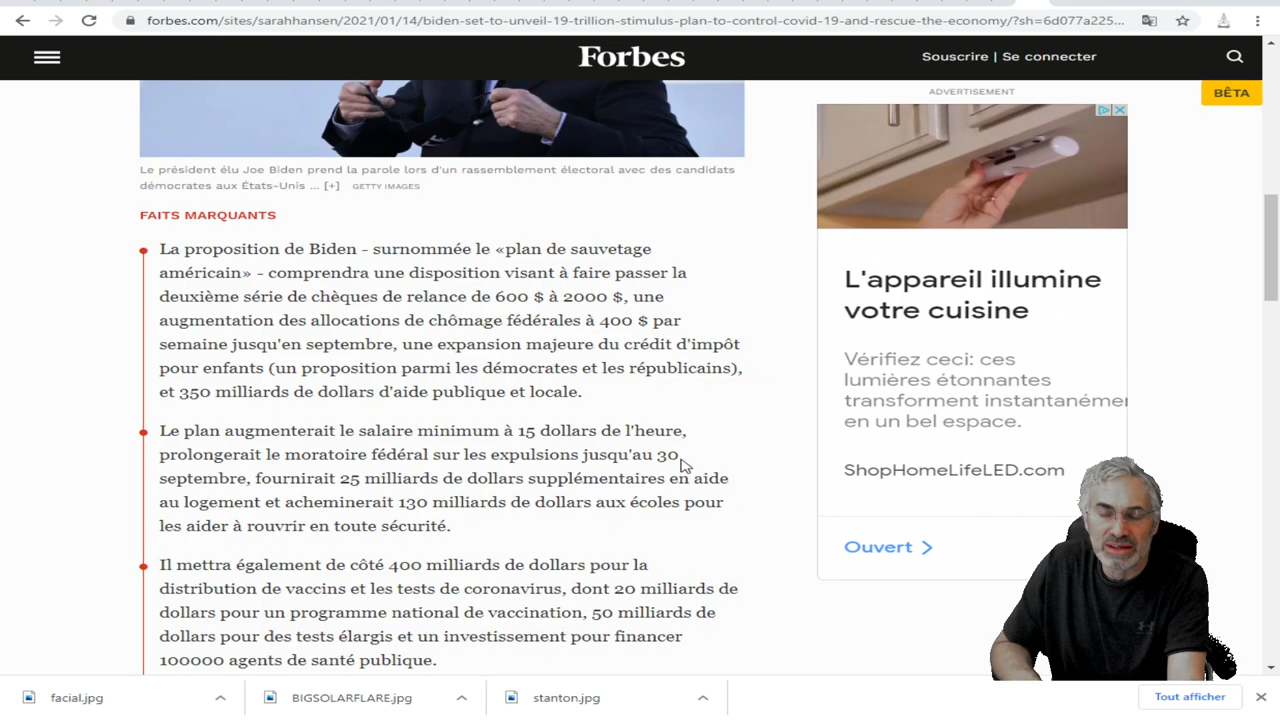 forbes.com/sites/sarahhansen/2021/01/14/biden-set-to-unveil-19-trillion-stimulus-plan-to-control-covid-19-and-rescue-the-economy/?sh=6d077a225...
Forbes
Souscrire | Se connecter
BÊTA
Le président élu Joe Biden prend la parole lors d'un rassemblement électoral avec des candidats
démocrates aux États-Unis ... [+] GETTY IMAGES
FAITS MARQUANTS
La proposition de Biden - surnommée le «plan de sauvetage
américain» - comprendra une disposition visant à faire passer la
deuxième série de chèques de relance de 600 $ à 2000 $, une
augmentation des allocations de chômage fédérales à 400 $ par
semaine jusqu'en septembre, une expansion majeure du crédit d'impôt
pour enfants (un proposition parmi les démocrates et les républicains),
et 350 milliards de dollars d'aide publique et locale.
Le plan augmenterait le salaire minimum à 15 dollars de l'heure,
prolongerait le moratoire fédéral sur les expulsions jusqu'au 30
septembre, fournirait 25 milliards de dollars supplémentaires en aide
au logement et acheminerait 130 milliards de dollars aux écoles pour
les aider à rouvrir en toute sécurité.
Il mettra également de côté 400 milliards de dollars pour la
distribution de vaccins et les tests de coronavirus, dont 20 milliards de
dollars pour un programme national de vaccination, 50 milliards de
dollars pour des tests élargis et un investissement pour financer
100000 agents de santé publique.
ADVERTISEMENT
L'appareil illumine
votre cuisine
Vérifiez ceci: ces
lumières étonnantes
transforment instantanémer
en un bel espace.
ShopHomeLifeLED.com
Ouvert
facial.jpg
BIGSOLARFLARE.jpg
stanton.jpg
Tout afficher